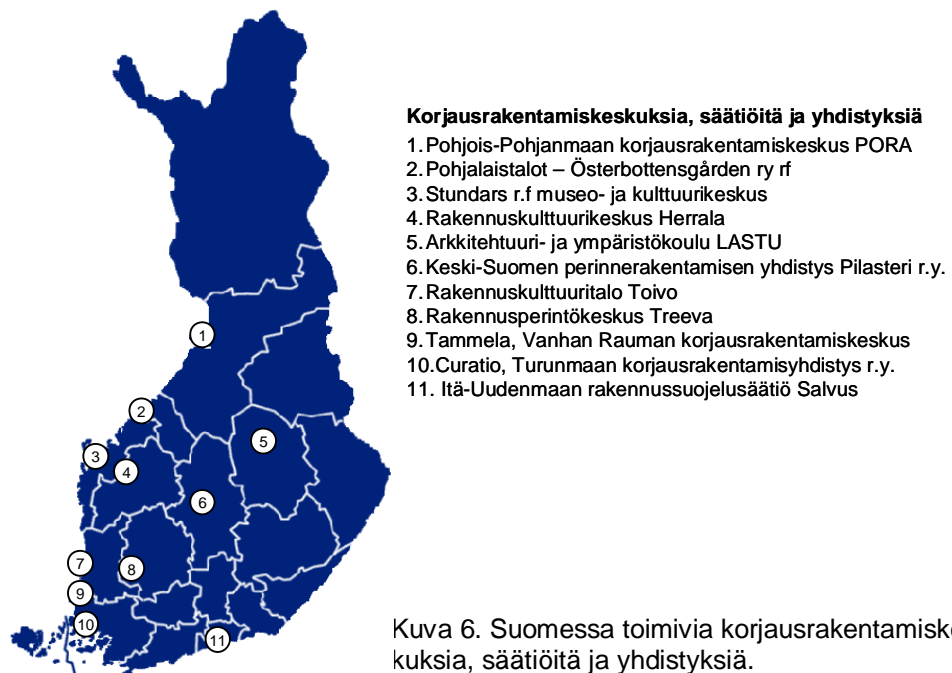 Korjausrakentamiskeskuksia, säätiöitä ja yhdistyksiä
1. Pohjois-Pohjanmaan korjausrakentamiskeskus PORA
2. Pohjalaistalot – Österbottensgården ry rf
3. Stundars r.f museo- ja kulttuurikeskus
4. Rakennuskulttuurikeskus Herrala
5. Arkkitehtuuri- ja ympäristökoulu LASTU
6. Keski-Suomen perinnerakentamisen yhdistys Pilasteri r.y.
7. Rakennuskulttuuritalo Toivo
8. Rakennusperintökeskus Treeva
9. Tammela, Vanhan Rauman korjausrakentamiskeskus
10.Curatio, Turunmaan korjausrakentamisyhdistys r.y.
11. Itä-Uudenmaan rakennussuojelusäätiö Salvus
1
2
3
4
5
6
7
8
9
10
11
Kuva 6. Suomessa toimivia korjausrakentamiske
kuksia, säätiöitä ja yhdistyksiä.